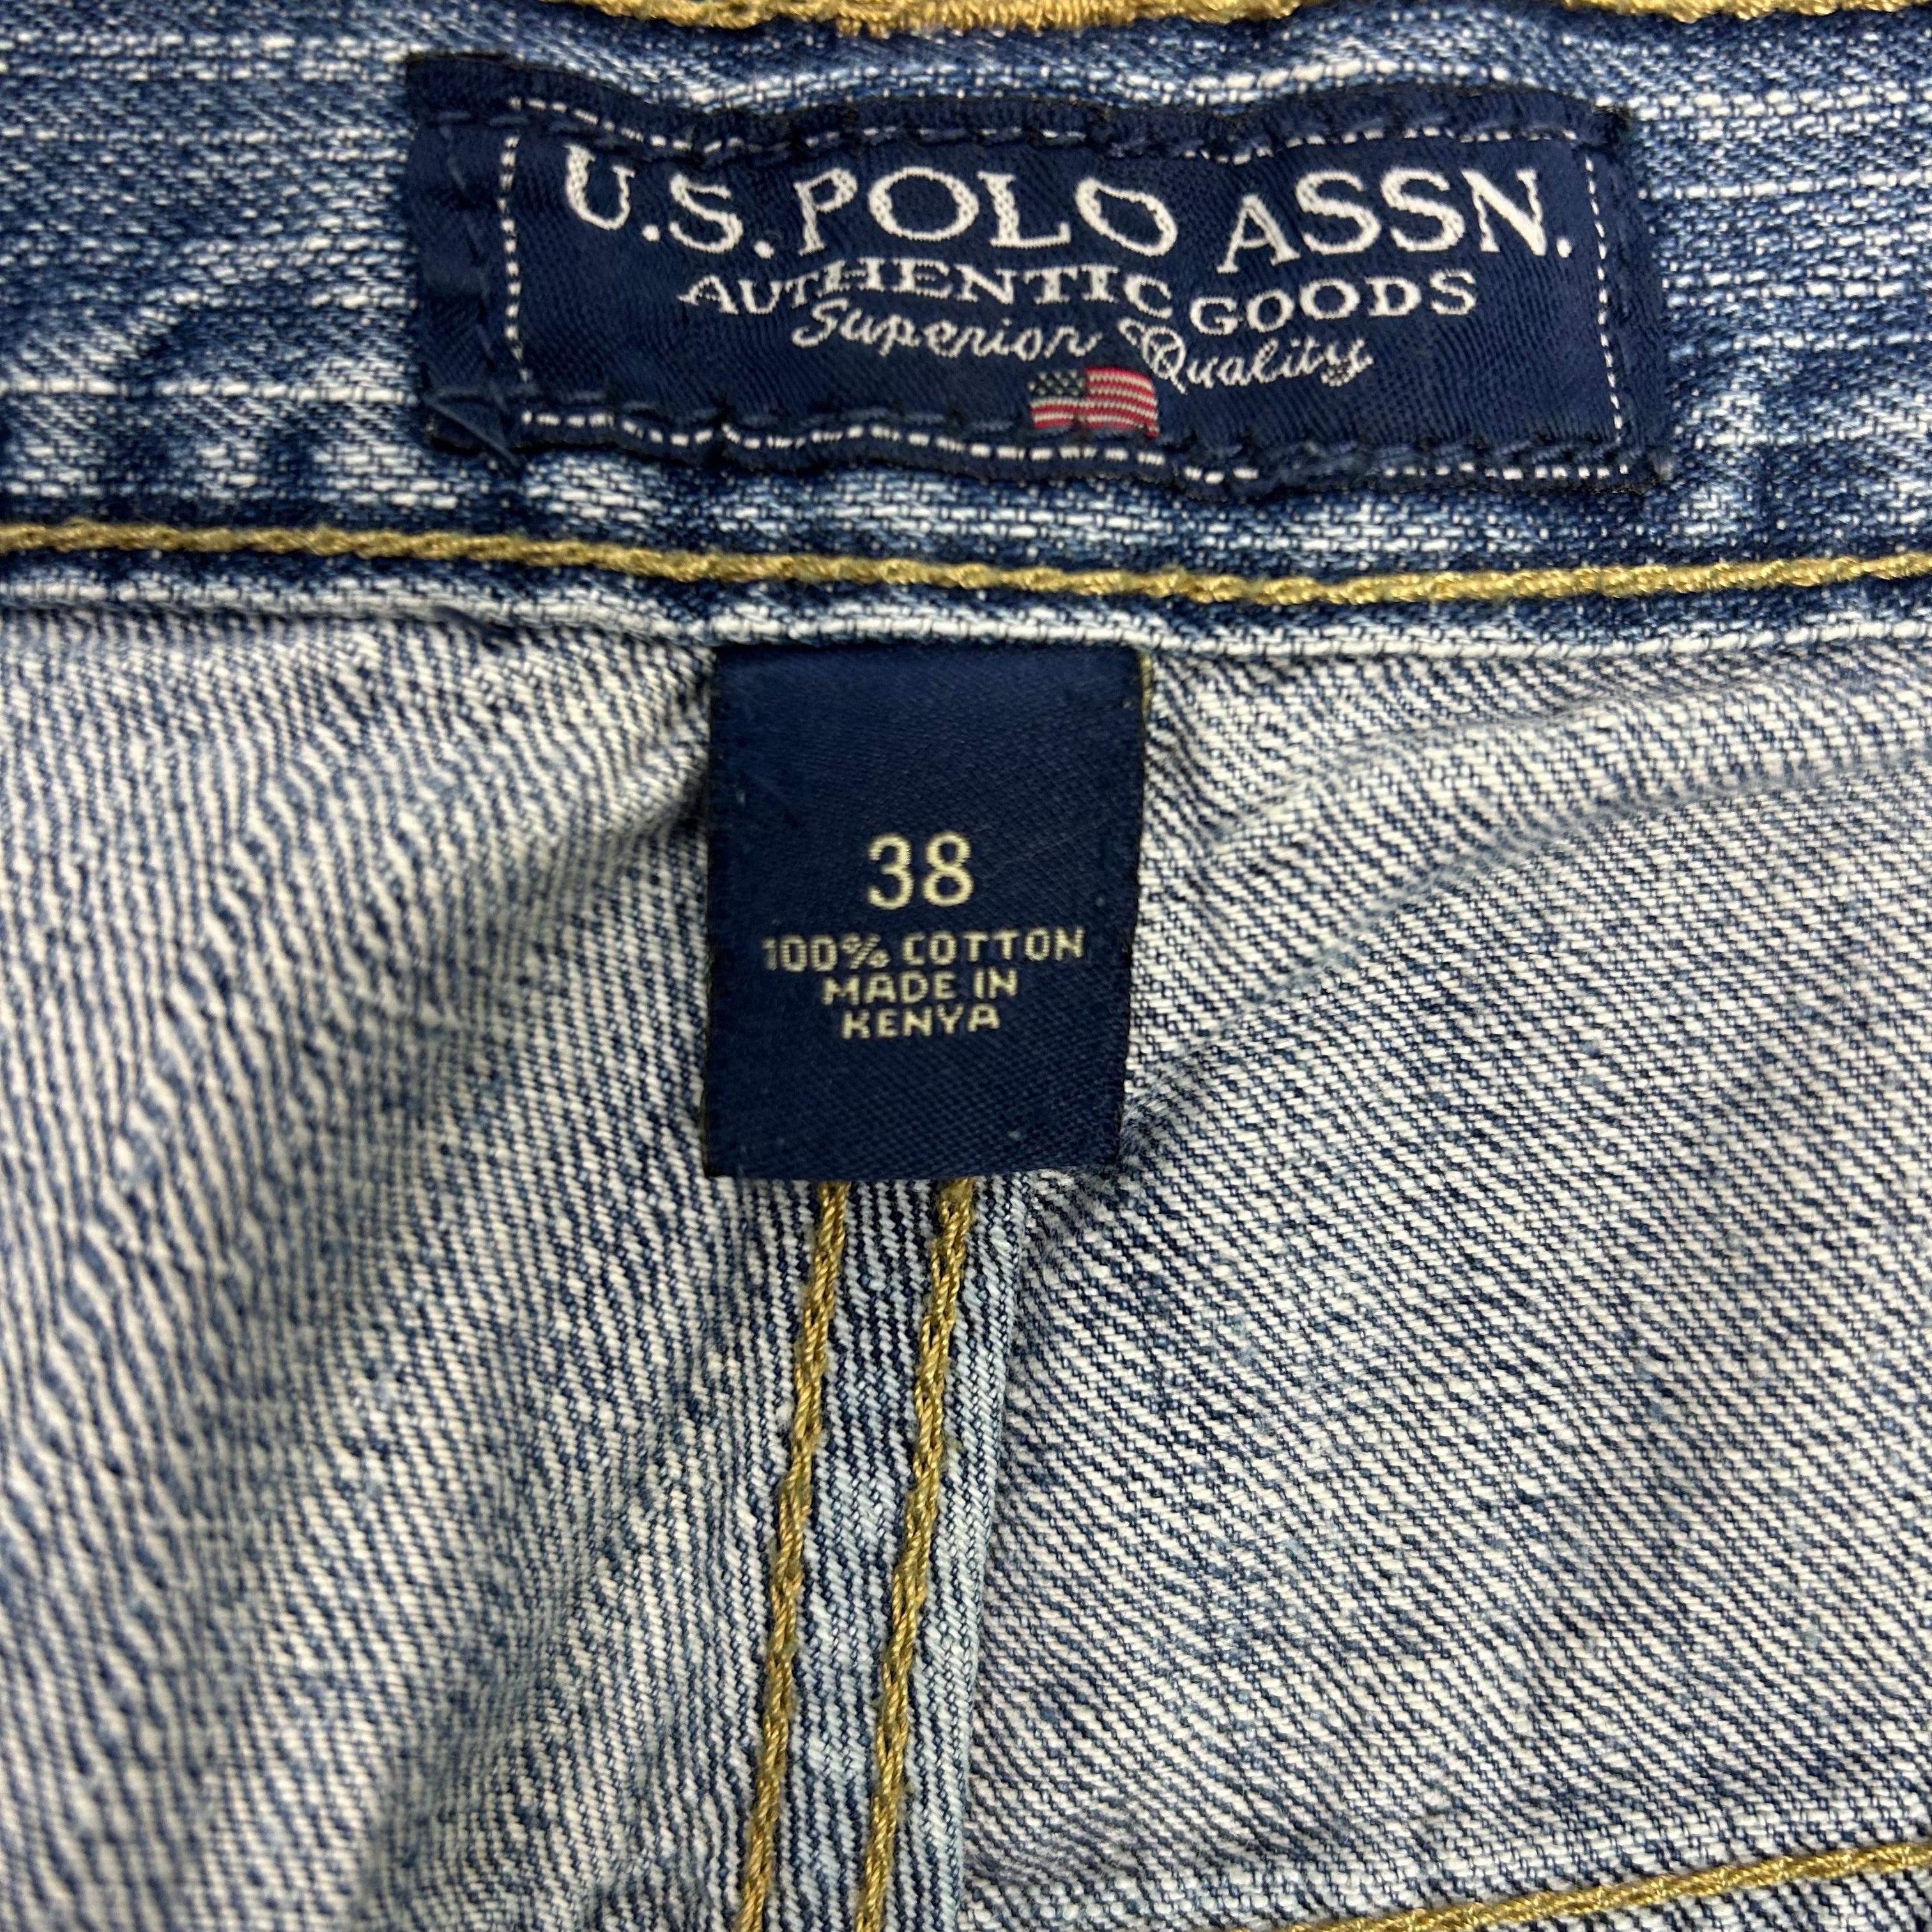 U.S. POLO ASSN.
AUTHENTIC GOODS
Superior Quality
38
100% COTTON
MADE IN
KENYA